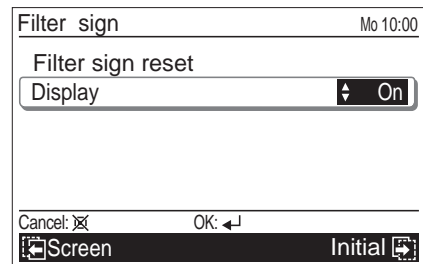 Filter sign Mo 10:00
Filter sign reset
Display On
Cancel: OK:
Screen Initial